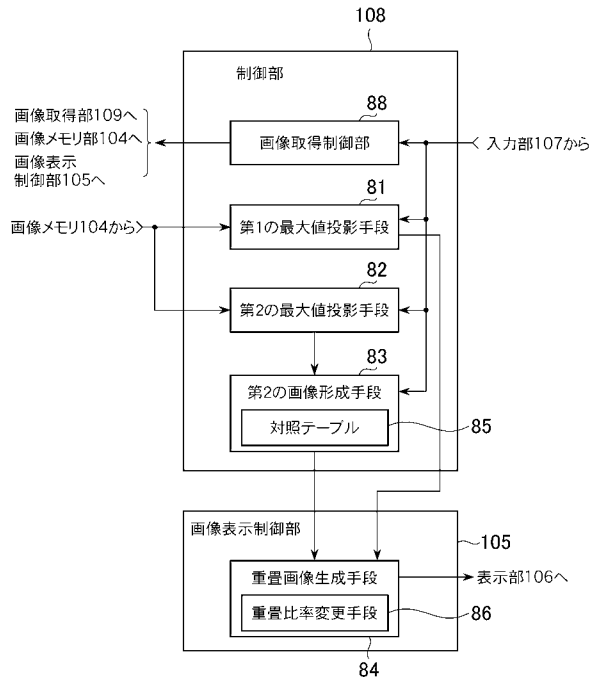 108
制御部
画像取得部109へ
画像メモリ部104へ
画像表示
制御部105へ
88
画像取得制御部
入力部107から
81
画像メモリ104から
第1の最大値投影手段
82
第2の最大値投影手段
83
第2の画像形成手段
対照テーブル
85
画像表示制御部
105
重畳画像生成手段
表示部106へ
重畳比率変更手段
86
84